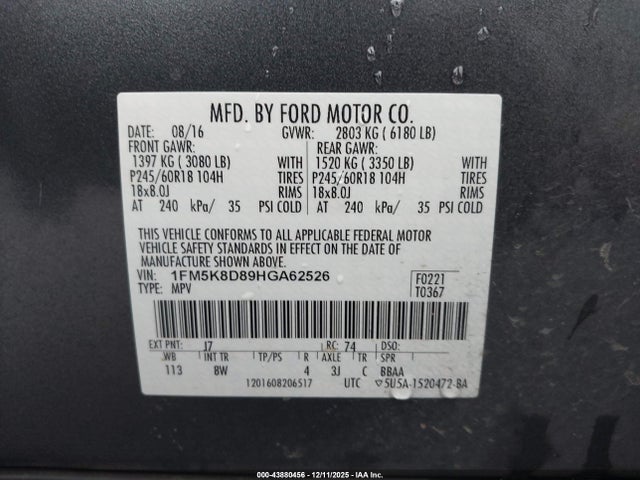 MFD. BY FORD MOTOR CO.
DATE: 08/16 GVWR: 2803 KG ( 6180 LB)
FRONT GAWR: REAR GAWR:
1397 KG ( 3080 LB) WITH 1520 KG ( 3350 LB) WITH
P245/60R18 104H TIRES P245/60R18 104H TIRES
18x8.0J RIMS 18x8.0J RIMS
AT 240 kPa/ 35 PSI COLD AT 240 kPa/ 35 PSI COLD
THIS VEHICLE CONFORMS TO ALL APPLICABLE FEDERAL MOTOR
VEHICLE SAFETY STANDARDS IN EFFECT ON THE DATE OF
MANUFACTURE SHOWN ABOVE.
VIN: 1FM5K8D89HGA62526 F0221
TYPE: MPV T0367
EXT PNT: J7 RC: 74 DSO:
WB INT TR TP/PS R AXLE TR SPR
113 8W 4 3J C BBAA
1201608206517 UTC ▽5U5A-1520472-BA
000-43880456 - 12/11/2025 - IAA Inc.